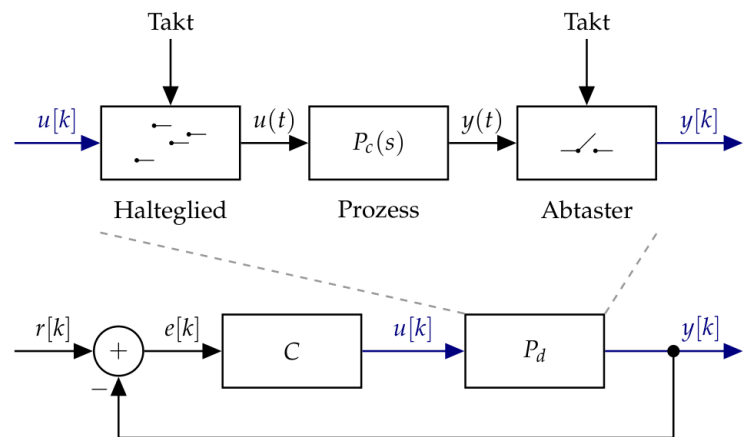 Takt Takt
u[k] u(t) P_c(s) y(t) y[k]
Halteglied Prozess Abtaster
r[k] + e[k] C u[k] P_d y[k]
−